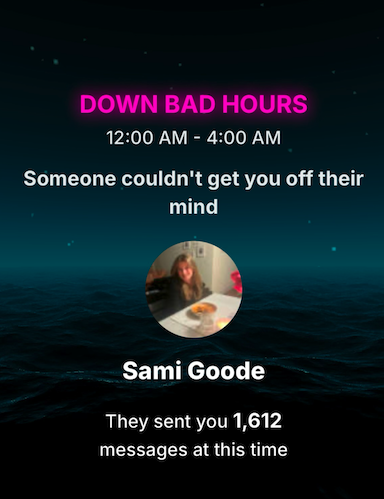 DOWN BAD HOURS
12:00 AM - 4:00 AM
Someone couldn't get you off their
mind
Sami Goode
They sent you 1,612
messages at this time